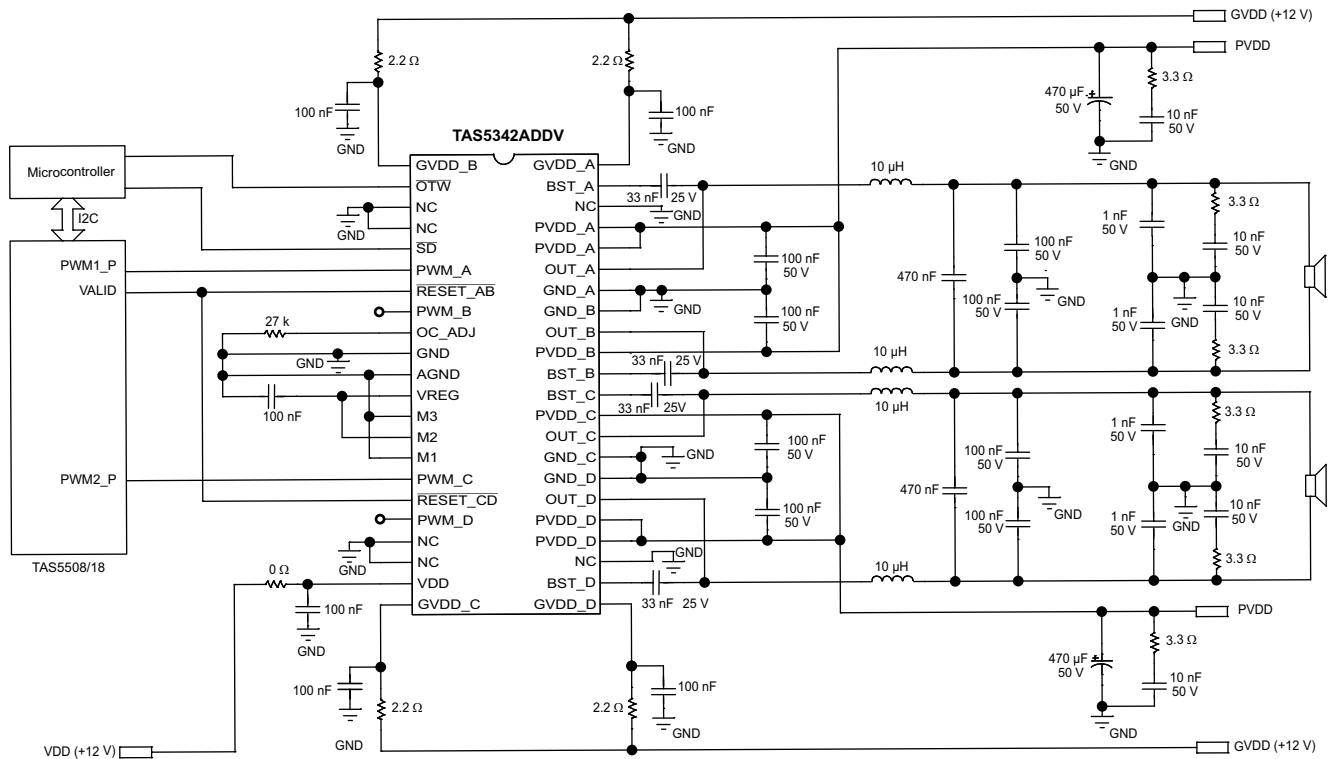 GVDD (+12 V)
PVDD
2.2 Ω
2.2 Ω
3.3 Ω
470 µF
50 V
10 nF
50 V
100 nF
GND
100 nF
GND
GND
TAS5342ADDV
Microcontroller
I2C
GVDD_B
OTW
NC
NC
SD
PWM_A
RESET_AB
PWM_B
OC_ADJ
GND
AGND
VREG
M3
M2
M1
PWM_C
RESET_CD
PWM_D
NC
NC
VDD
GVDD_C
GVDD_A
BST_A
NC
PVDD_A
PVDD_A
OUT_A
GND_A
GND_B
OUT_B
PVDD_B
BST_B
BST_C
PVDD_C
OUT_C
GND_C
GND_D
OUT_D
PVDD_D
PVDD_D
NC
BST_D
GVDD_D
PWM1_P
VALID
PWM2_P
TAS5508/18
GND
27 k
GND
100 nF
GND
0 Ω
100 nF
GND
33 nF 25 V
GND
100 nF
50 V
GND
100 nF
50 V
33 nF 25 V
33 nF 25V
100 nF
50 V
GND
100 nF
50 V
GND
33 nF 25 V
10 µH
10 µH
10 µH
10 µH
470 nF
100 nF
50 V
GND
100 nF
50 V
1 nF
50 V
GND
1 nF
50 V
3.3 Ω
10 nF
50 V
10 nF
50 V
3.3 Ω
470 nF
100 nF
50 V
GND
100 nF
50 V
1 nF
50 V
GND
1 nF
50 V
3.3 Ω
10 nF
50 V
10 nF
50 V
3.3 Ω
PVDD
470 µF
50 V
3.3 Ω
10 nF
50 V
GND
100 nF
2.2 Ω
GND
2.2 Ω
100 nF
GND
VDD (+12 V)
GVDD (+12 V)